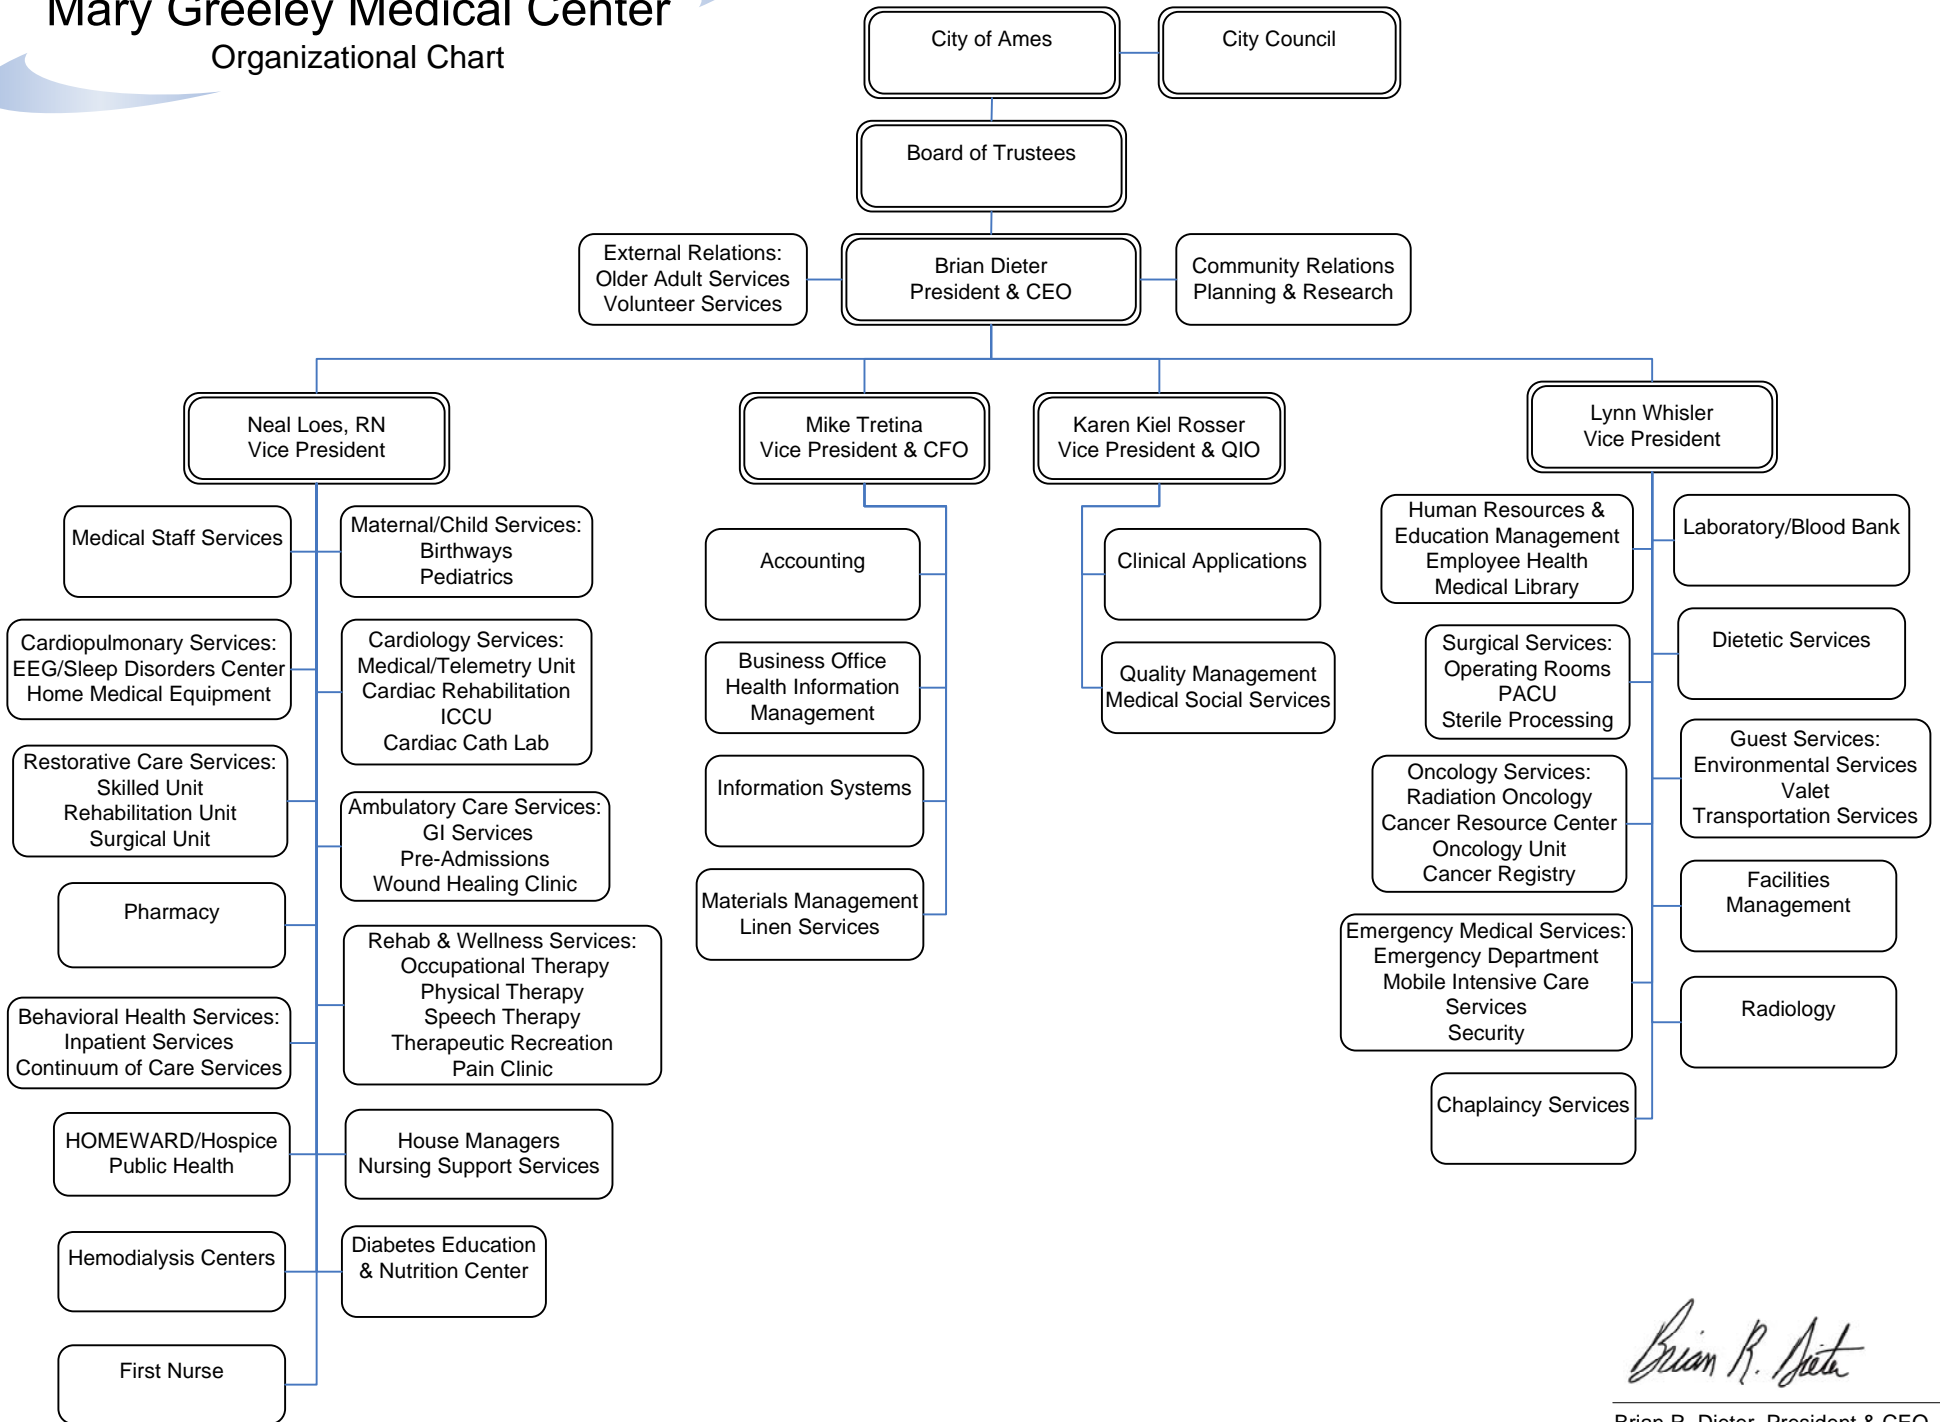 Mary Greeley Medical Center
Organizational Chart
City of Ames
City Council
Board of Trustees
External Relations:
Older Adult Services
Volunteer Services
Brian Dieter
President & CEO
Community Relations
Planning & Research
Neal Loes, RN
Vice President
Mike Tretina
Vice President & CFO
Karen Kiel Rosser
Vice President & QIO
Lynn Whisler
Vice President
Medical Staff Services
Maternal/Child Services:
Birthways
Pediatrics
Cardiopulmonary Services:
EEG/Sleep Disorders Center
Home Medical Equipment
Cardiology Services:
Medical/Telemetry Unit
Cardiac Rehabilitation
ICCU
Cardiac Cath Lab
Restorative Care Services:
Skilled Unit
Rehabilitation Unit
Surgical Unit
Ambulatory Care Services:
GI Services
Pre-Admissions
Wound Healing Clinic
Pharmacy
Rehab & Wellness Services:
Occupational Therapy
Physical Therapy
Speech Therapy
Therapeutic Recreation
Pain Clinic
Behavioral Health Services:
Inpatient Services
Continuum of Care Services
HOMEWARD/Hospice
Public Health
House Managers
Nursing Support Services
Hemodialysis Centers
Diabetes Education
& Nutrition Center
First Nurse
Accounting
Business Office
Health Information
Management
Information Systems
Materials Management
Linen Services
Clinical Applications
Quality Management
Medical Social Services
Human Resources &
Education Management
Employee Health
Medical Library
Laboratory/Blood Bank
Surgical Services:
Operating Rooms
PACU
Sterile Processing
Dietetic Services
Guest Services:
Environmental Services
Valet
Transportation Services
Oncology Services:
Radiation Oncology
Cancer Resource Center
Oncology Unit
Cancer Registry
Facilities
Management
Emergency Medical Services:
Emergency Department
Mobile Intensive Care
Services
Security
Radiology
Chaplaincy Services
Brian R. Dieter
Brian R. Dieter, President & CEO